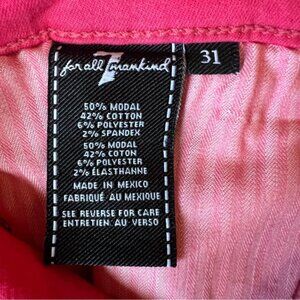 7
for all mankind
31
50% MODAL
42% COTTON
6% POLYESTER
2% SPANDEX
50% MODAL
42% COTON
6% POLYESTER
2% ÉLASTHANNE
MADE IN MEXICO
FABRIQUÉ AU MEXIQUE
SEE REVERSE FOR CARE
ENTRETIEN AU VERSO